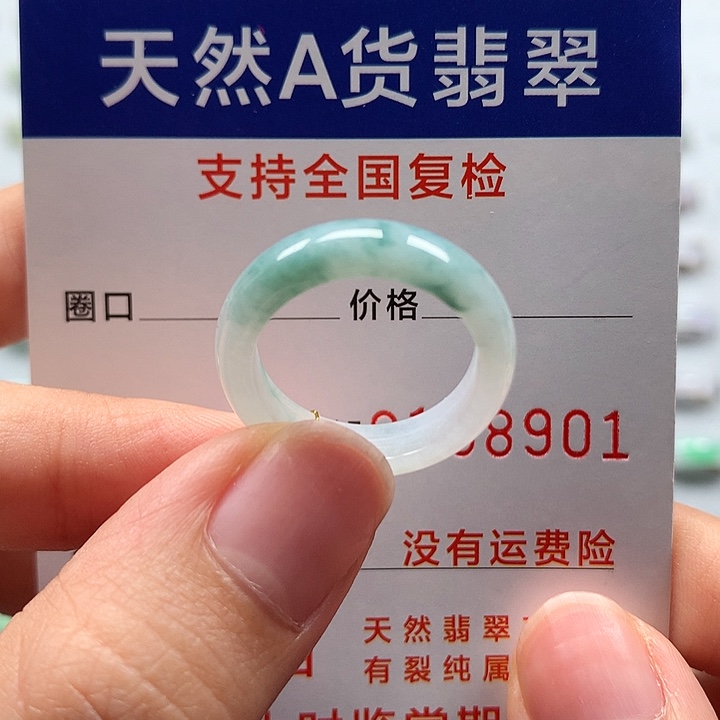 天然A货翡翠
支持全国复检
圈口 价格
8901
没有运费险
天然翡翠
有裂纯属